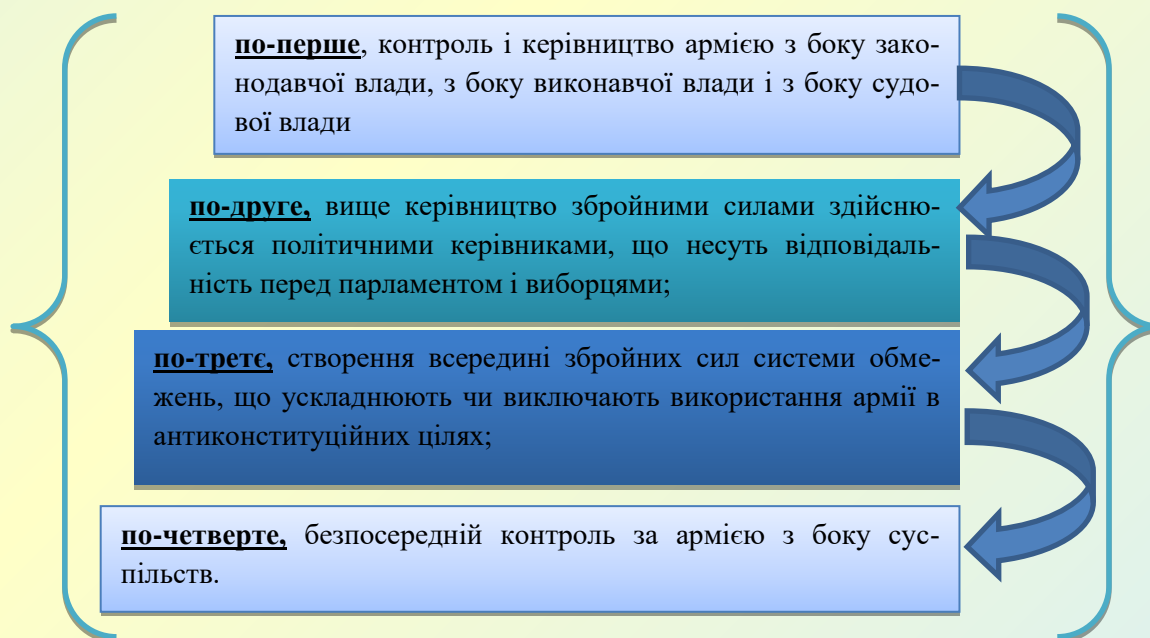 по-перше, контроль і керівництво армією з боку зако-
нодавчої влади, з боку виконавчої влади і з боку судо-
вої влади
по-друге, вище керівництво збройними силами здійсню-
ється політичними керівниками, що несуть відповідаль-
ність перед парламентом і виборцями;
по-третє, створення всередині збройних сил системи обме-
жень, що ускладнюють чи виключають використання армії в
антиконституційних цілях;
по-четверте, безпосередній контроль за армією з боку сус-
пільств.